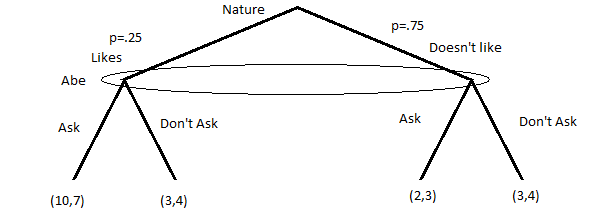 Nature
p=.25
p=.75
Likes
Doesn't like
Abe
Ask
Don't Ask
Ask
Don't Ask
(10,7)
(3,4)
(2,3)
(3,4)